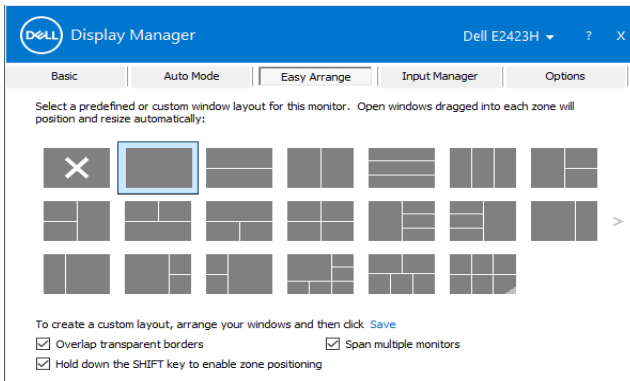 DELL Display Manager Dell E2423H ? X
Basic Auto Mode Easy Arrange Input Manager Options
Select a predefined or custom window layout for this monitor. Open windows dragged into each zone will
position and resize automatically:
>
To create a custom layout, arrange your windows and then click Save
Overlap transparent borders Span multiple monitors
Hold down the SHIFT key to enable zone positioning